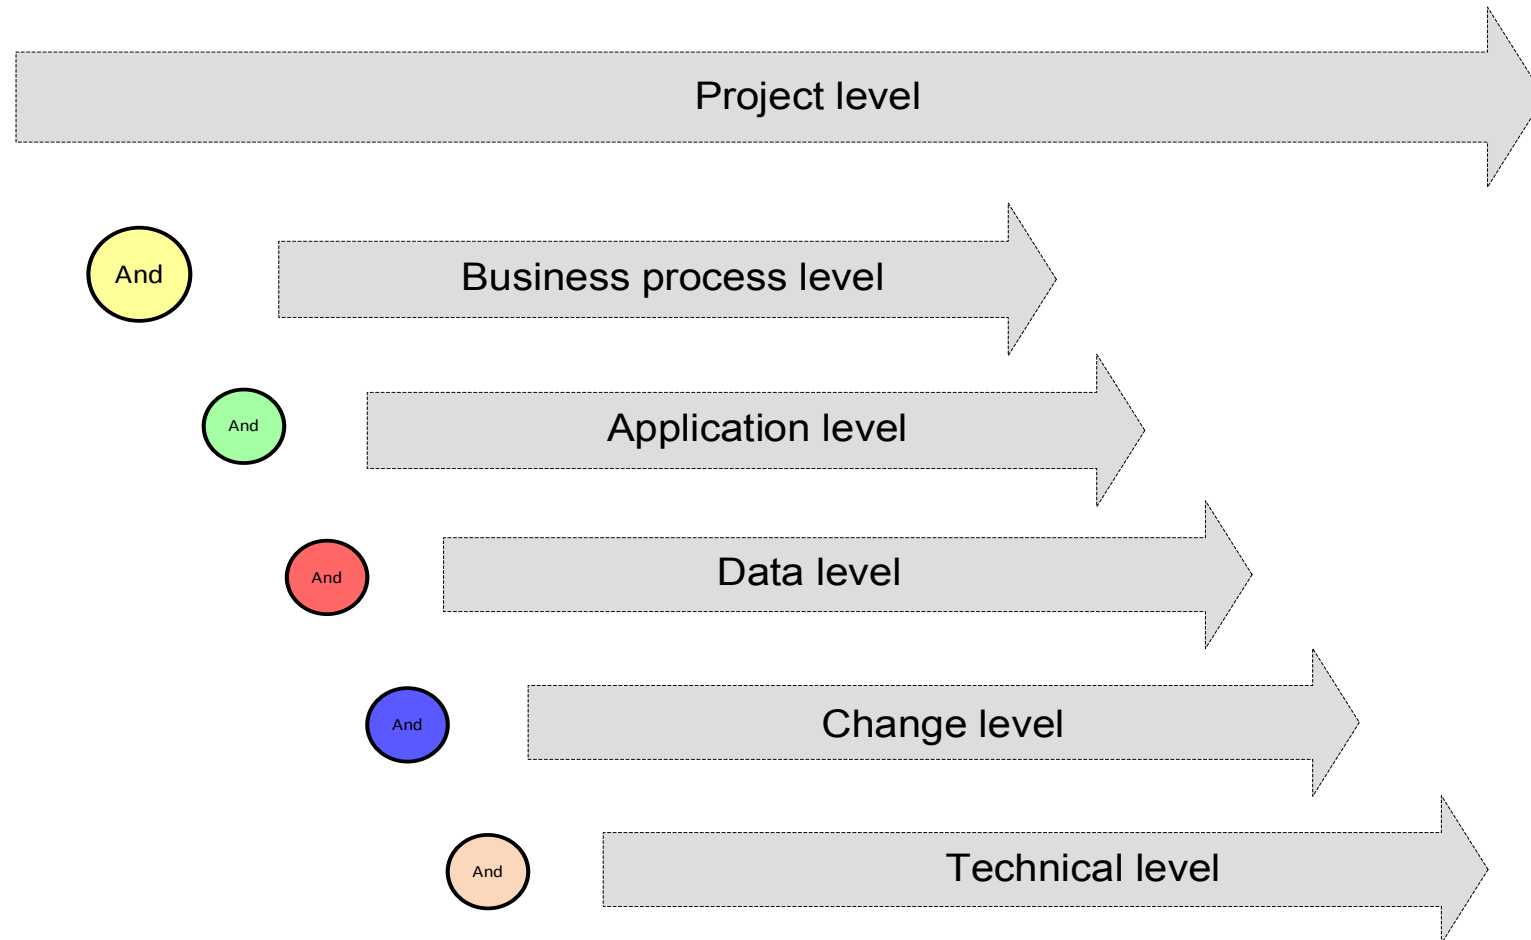 Project level
And
Business process level
And
Application level
And
Data level
And
Change level
And
Technical level